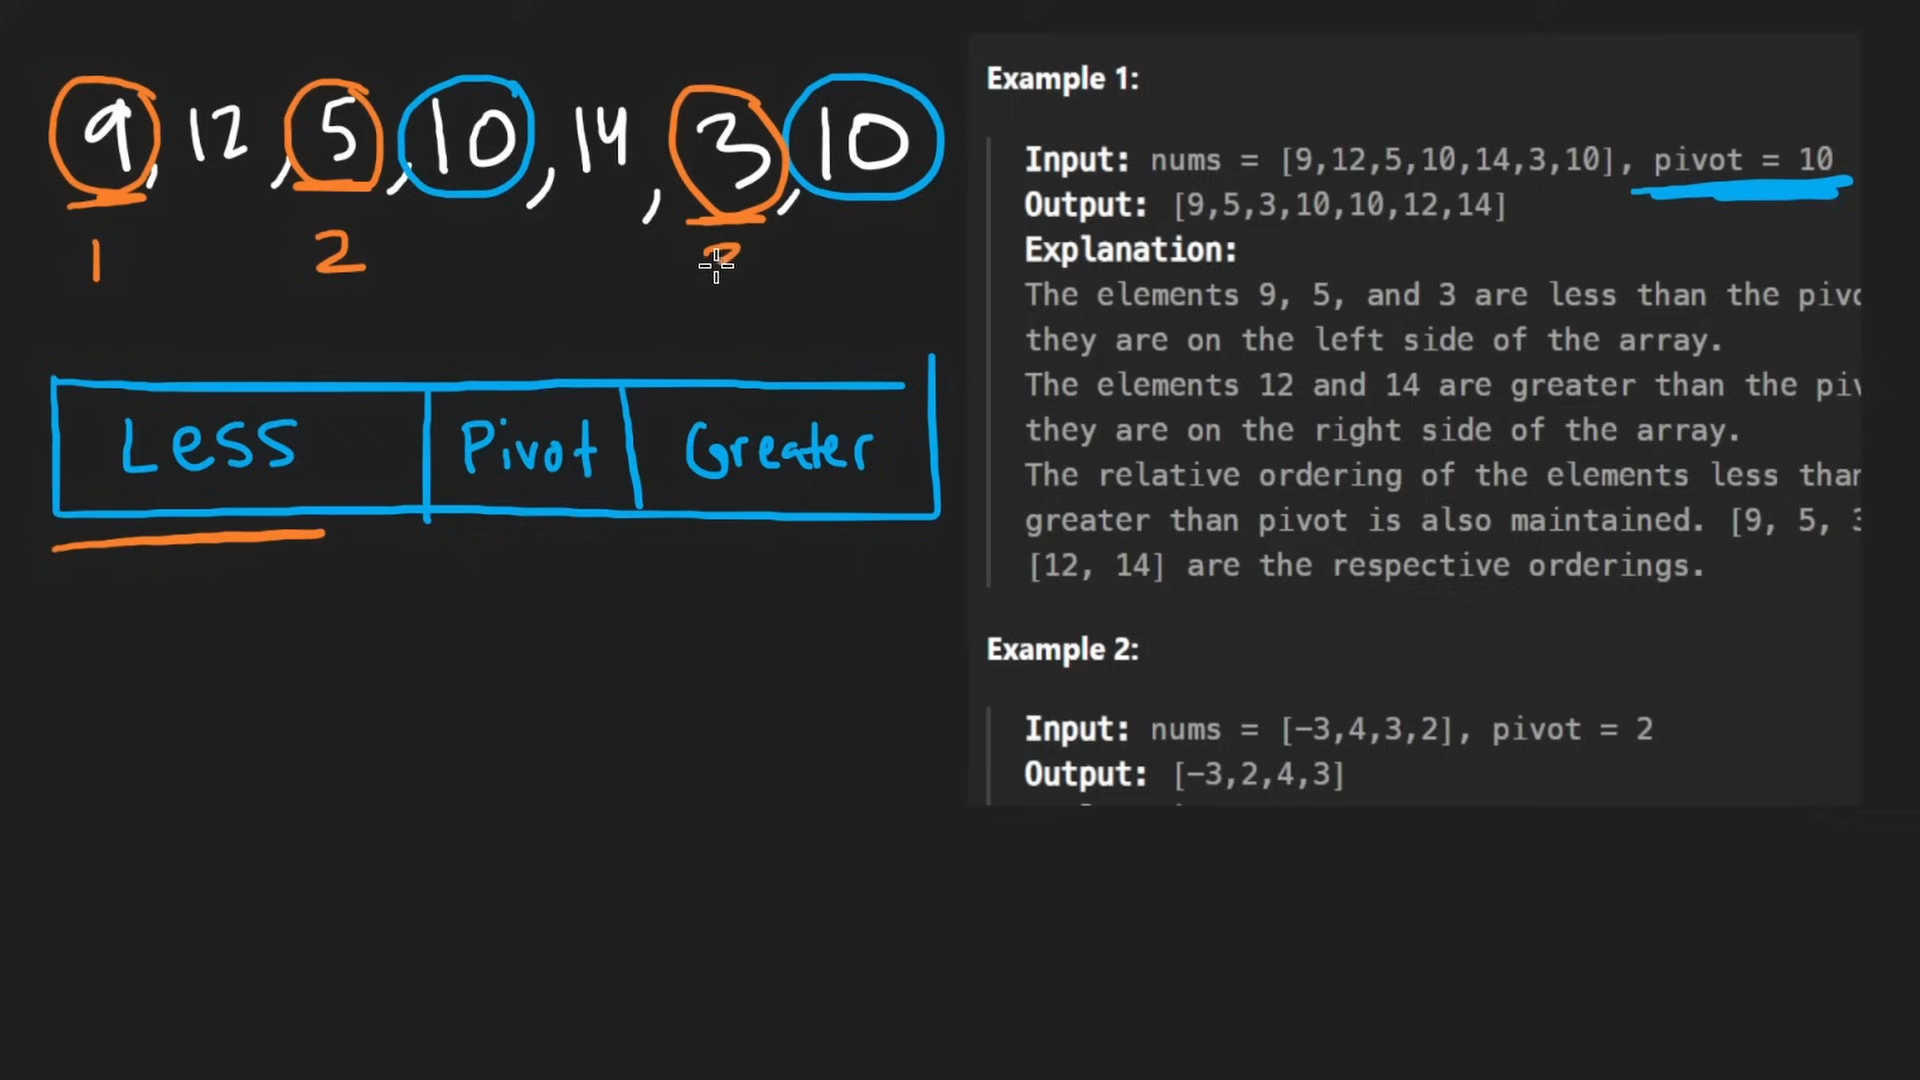 9, 12, 5, 10, 14, 3, 10
1 2
Less Pivot Greater
Example 1:
Input: nums = [9,12,5,10,14,3,10], pivot = 10
Output: [9,5,3,10,10,12,14]
Explanation:
The elements 9, 5, and 3 are less than the
they are on the left side of the array.
The elements 12 and 14 are greater than the
they are on the right side of the array.
The relative ordering of the elements less
greater than pivot is also maintained. [9, 5,
[12, 14] are the respective orderings.
Example 2:
Input: nums = [-3,4,3,2], pivot = 2
Output: [-3,2,4,3]